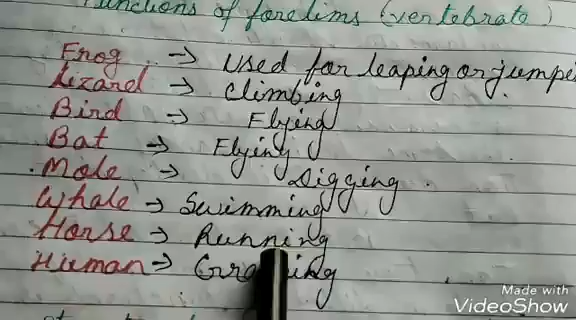 Functions of forelims (vertebrate)
Frog → Used for leaping or jumpi
Lizard → Climbing
Bird → Flying
Bat → Flying
Mole → Digging
Whale → Swimming
Horse → Running
Human →
Made with
VideoShow